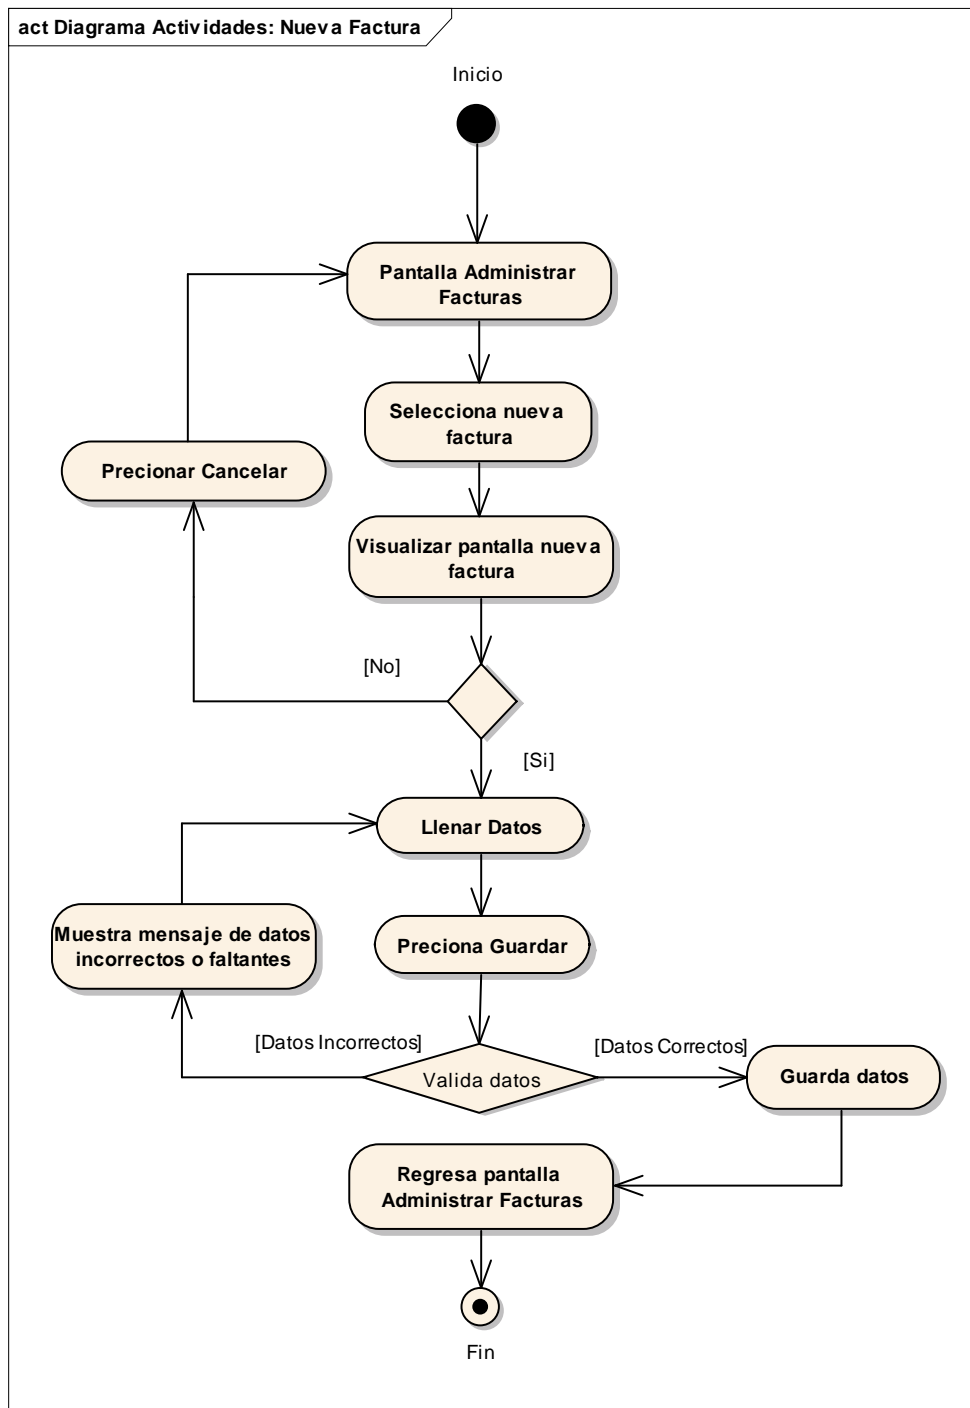 act Diagrama Actividades: Nueva Factura
Inicio
Pantalla Administrar
Facturas
Selecciona nueva
factura
Precionar Cancelar
Visualizar pantalla nueva
factura
[No]
[Si]
Llenar Datos
Muestra mensaje de datos
incorrectos o faltantes
Preciona Guardar
[Datos Incorrectos]
[Datos Correctos]
Valida datos
Guarda datos
Regresa pantalla
Administrar Facturas
Fin